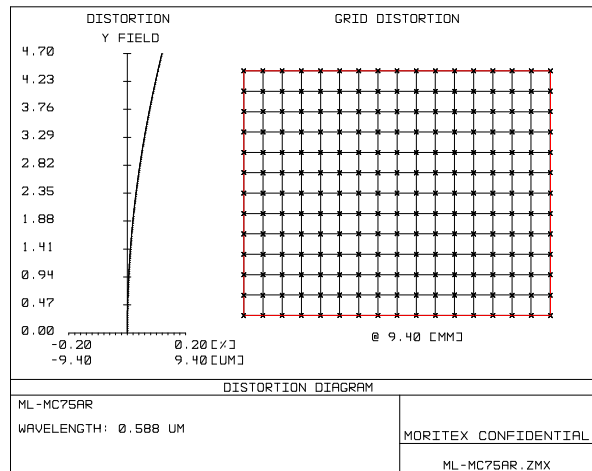 DISTORTION
Y FIELD
4.70
4.23
3.76
3.29
2.82
2.35
1.88
1.41
0.94
0.47
0.00
-0.20 0.20[%]
-9.40 9.40[UM]
GRID DISTORTION
@ 9.40 [MM]
DISTORTION DIAGRAM
ML-MC75AR
WAVELENGTH: 0.588 UM
MORITEX CONFIDENTIAL
ML-MC75AR.ZMX